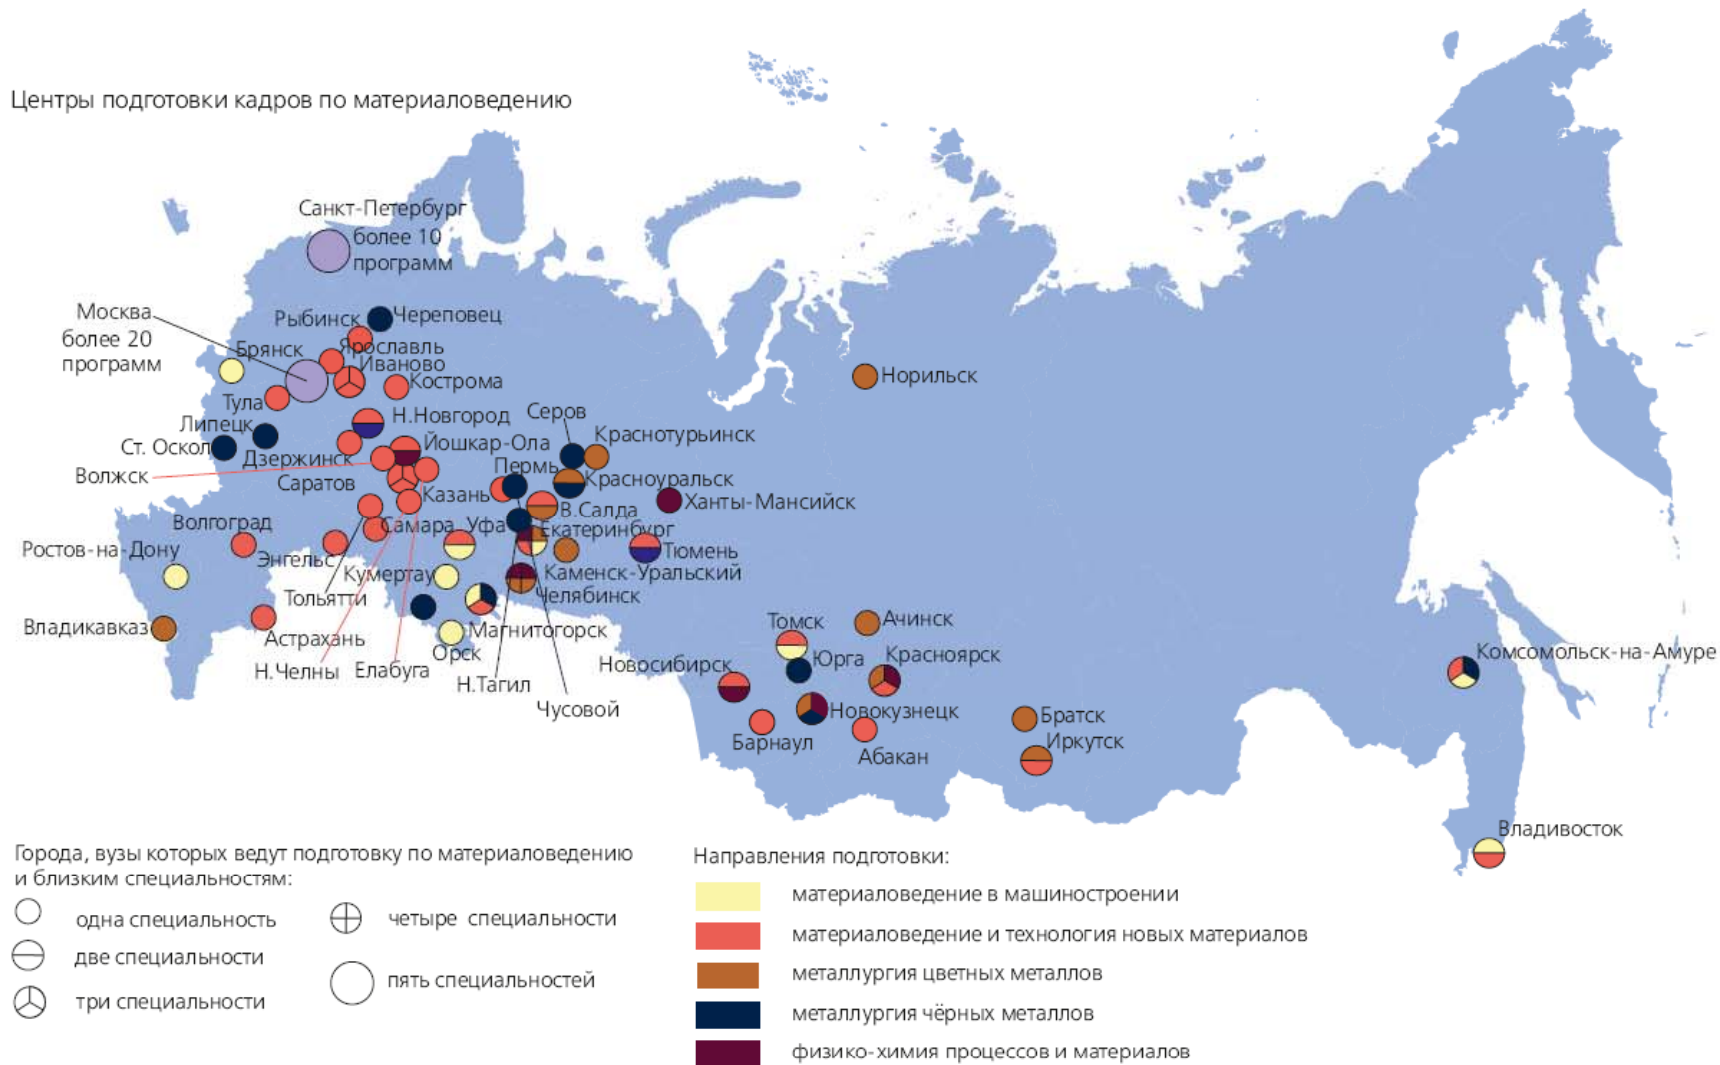 Центры подготовки кадров по материаловедению
Санкт-Петербург
более 10
программ
Москва
более 20
программ
Рыбинск
Череповец
Брянск
Ярославль
Иваново
Кострома
Тула
Липецк
Н.Новгород
Ст. Оскол
Дзержинск
Йошкар-Ола
Волжск
Саратов
Казань
Серов
Краснотурьинск
Пермь
Красноуральск
Ханты-Мансийск
В.Салда
Норильск
Волгоград
Самара
Уфа
Екатеринбург
Тюмень
Ростов-на-Дону
Энгельс
Кумертау
Каменск-Уральский
Тольятти
Челябинск
Владикавказ
Астрахань
Магнитогорск
Орск
Н.Челны
Елабуга
Н.Тагил
Чусовой
Томск
Ачинск
Юрга
Красноярск
Новосибирск
Новокузнецк
Барнаул
Абакан
Братск
Иркутск
Комсомольск-на-Амуре
Владивосток
Города, вузы которых ведут подготовку по материаловедению
и близким специальностям:
одна специальность
две специальности
три специальности
четыре специальности
пять специальностей
Направления подготовки:
материаловедение в машиностроении
материаловедение и технология новых материалов
металлургия цветных металлов
металлургия чёрных металлов
физико-химия процессов и материалов